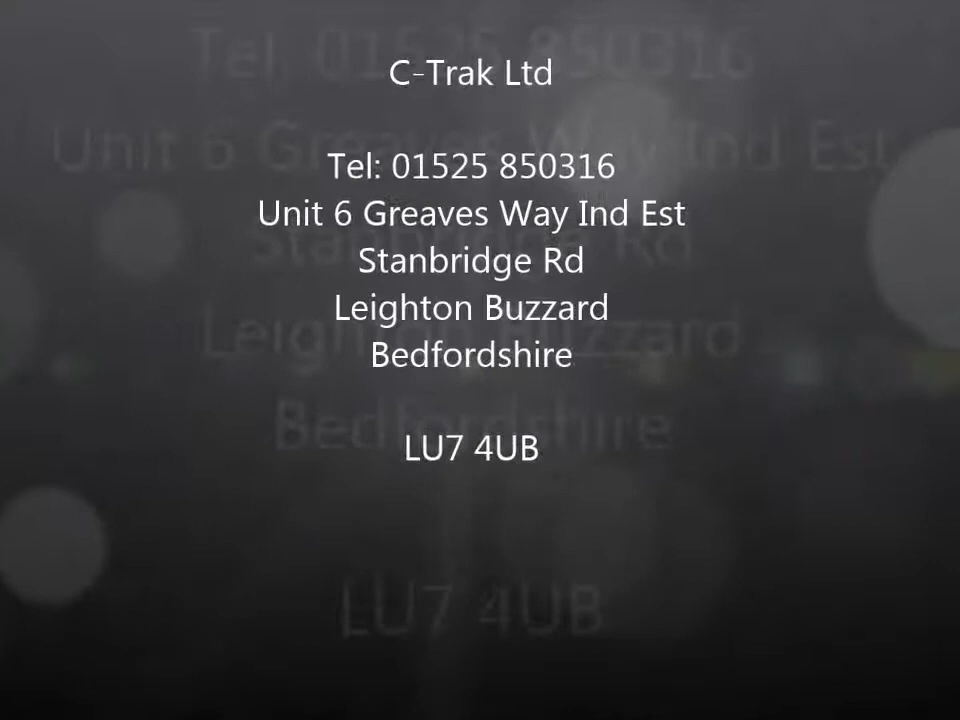 C-Trak Ltd
Tel: 01525 850316
Unit 6 Greaves Way Ind Est
Stanbridge Rd
Leighton Buzzard
Bedfordshire
LU7 4UB